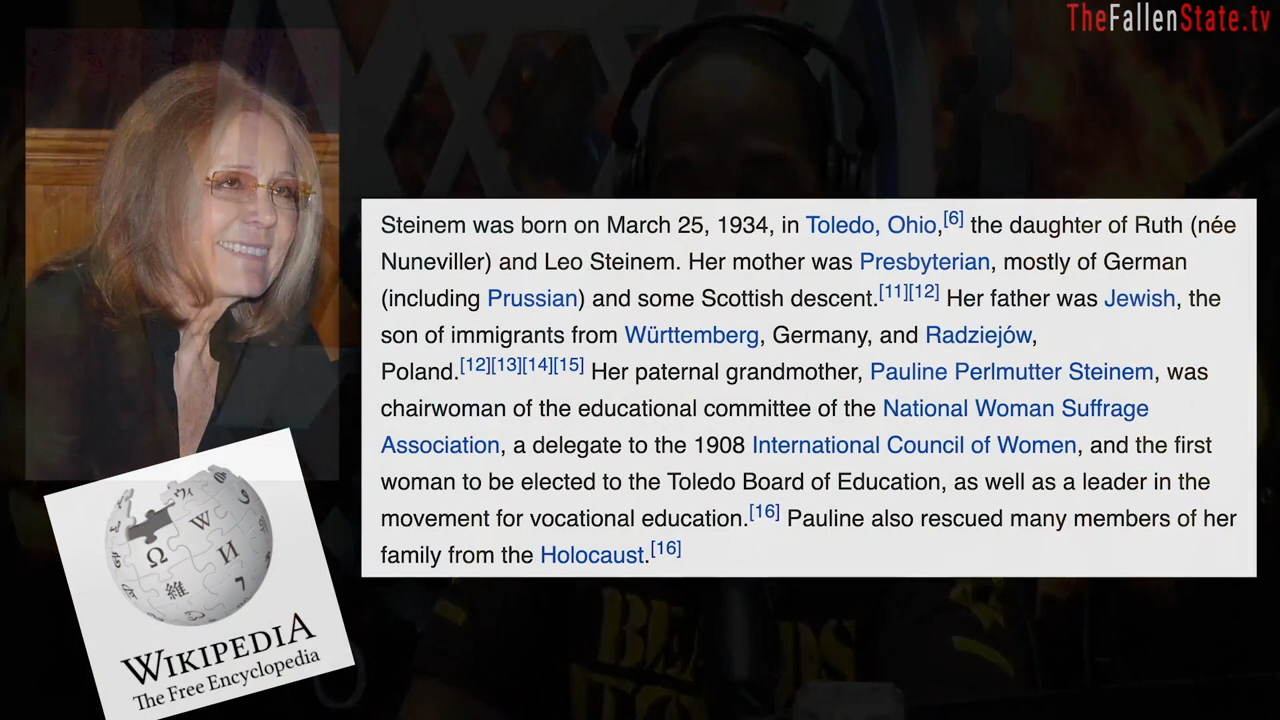 TheFallenState.tv
Steinem was born on March 25, 1934, in Toledo, Ohio,[6] the daughter of Ruth (née
Nuneviller) and Leo Steinem. Her mother was Presbyterian, mostly of German
(including Prussian) and some Scottish descent.[11][12] Her father was Jewish, the
son of immigrants from Württemberg, Germany, and Radziejów,
Poland.[12][13][14][15] Her paternal grandmother, Pauline Perlmutter Steinem, was
chairwoman of the educational committee of the National Woman Suffrage
Association, a delegate to the 1908 International Council of Women, and the first
woman to be elected to the Toledo Board of Education, as well as a leader in the
movement for vocational education.[16] Pauline also rescued many members of her
family from the Holocaust.[16]
Ω
W
И
維
WIKIPEDIA
The Free Encyclopedia